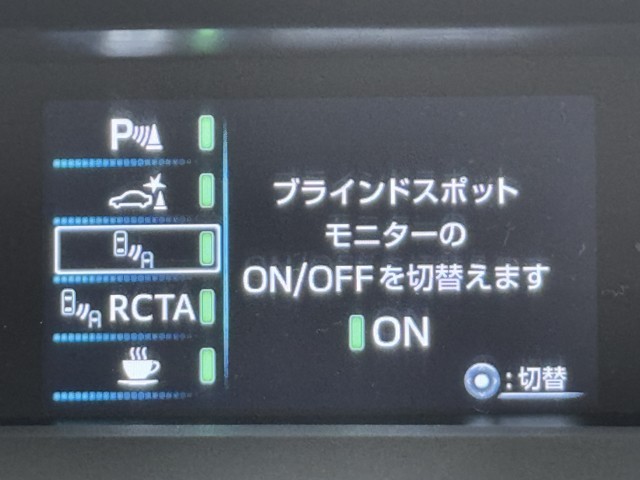 P
RCTA
ブラインドスポット
モニターの
ON/OFFを切替えます
ON
:切替